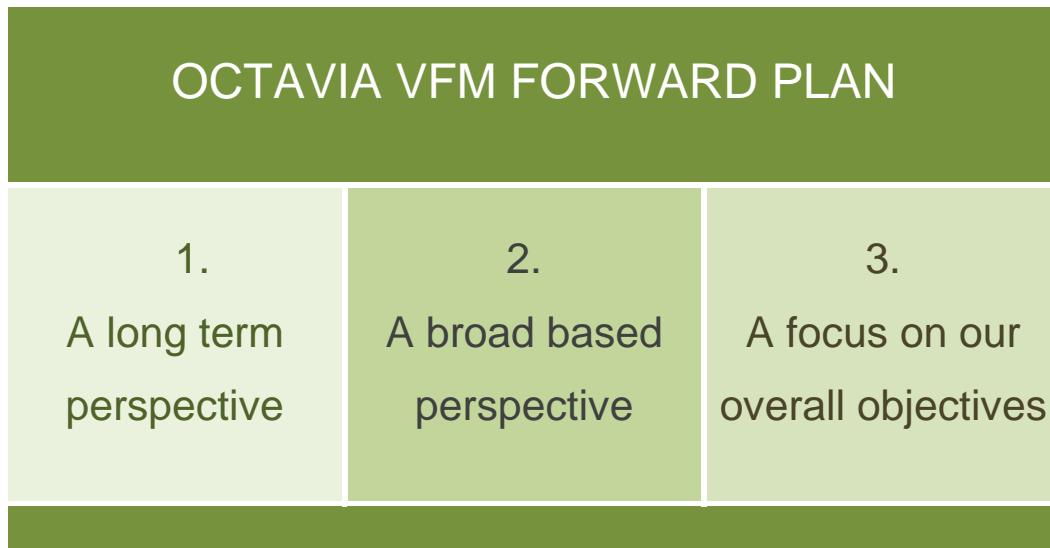 OCTAVIA VFM FORWARD PLAN
1.
A long term
perspective
2.
A broad based
perspective
3.
A focus on our
overall objectives